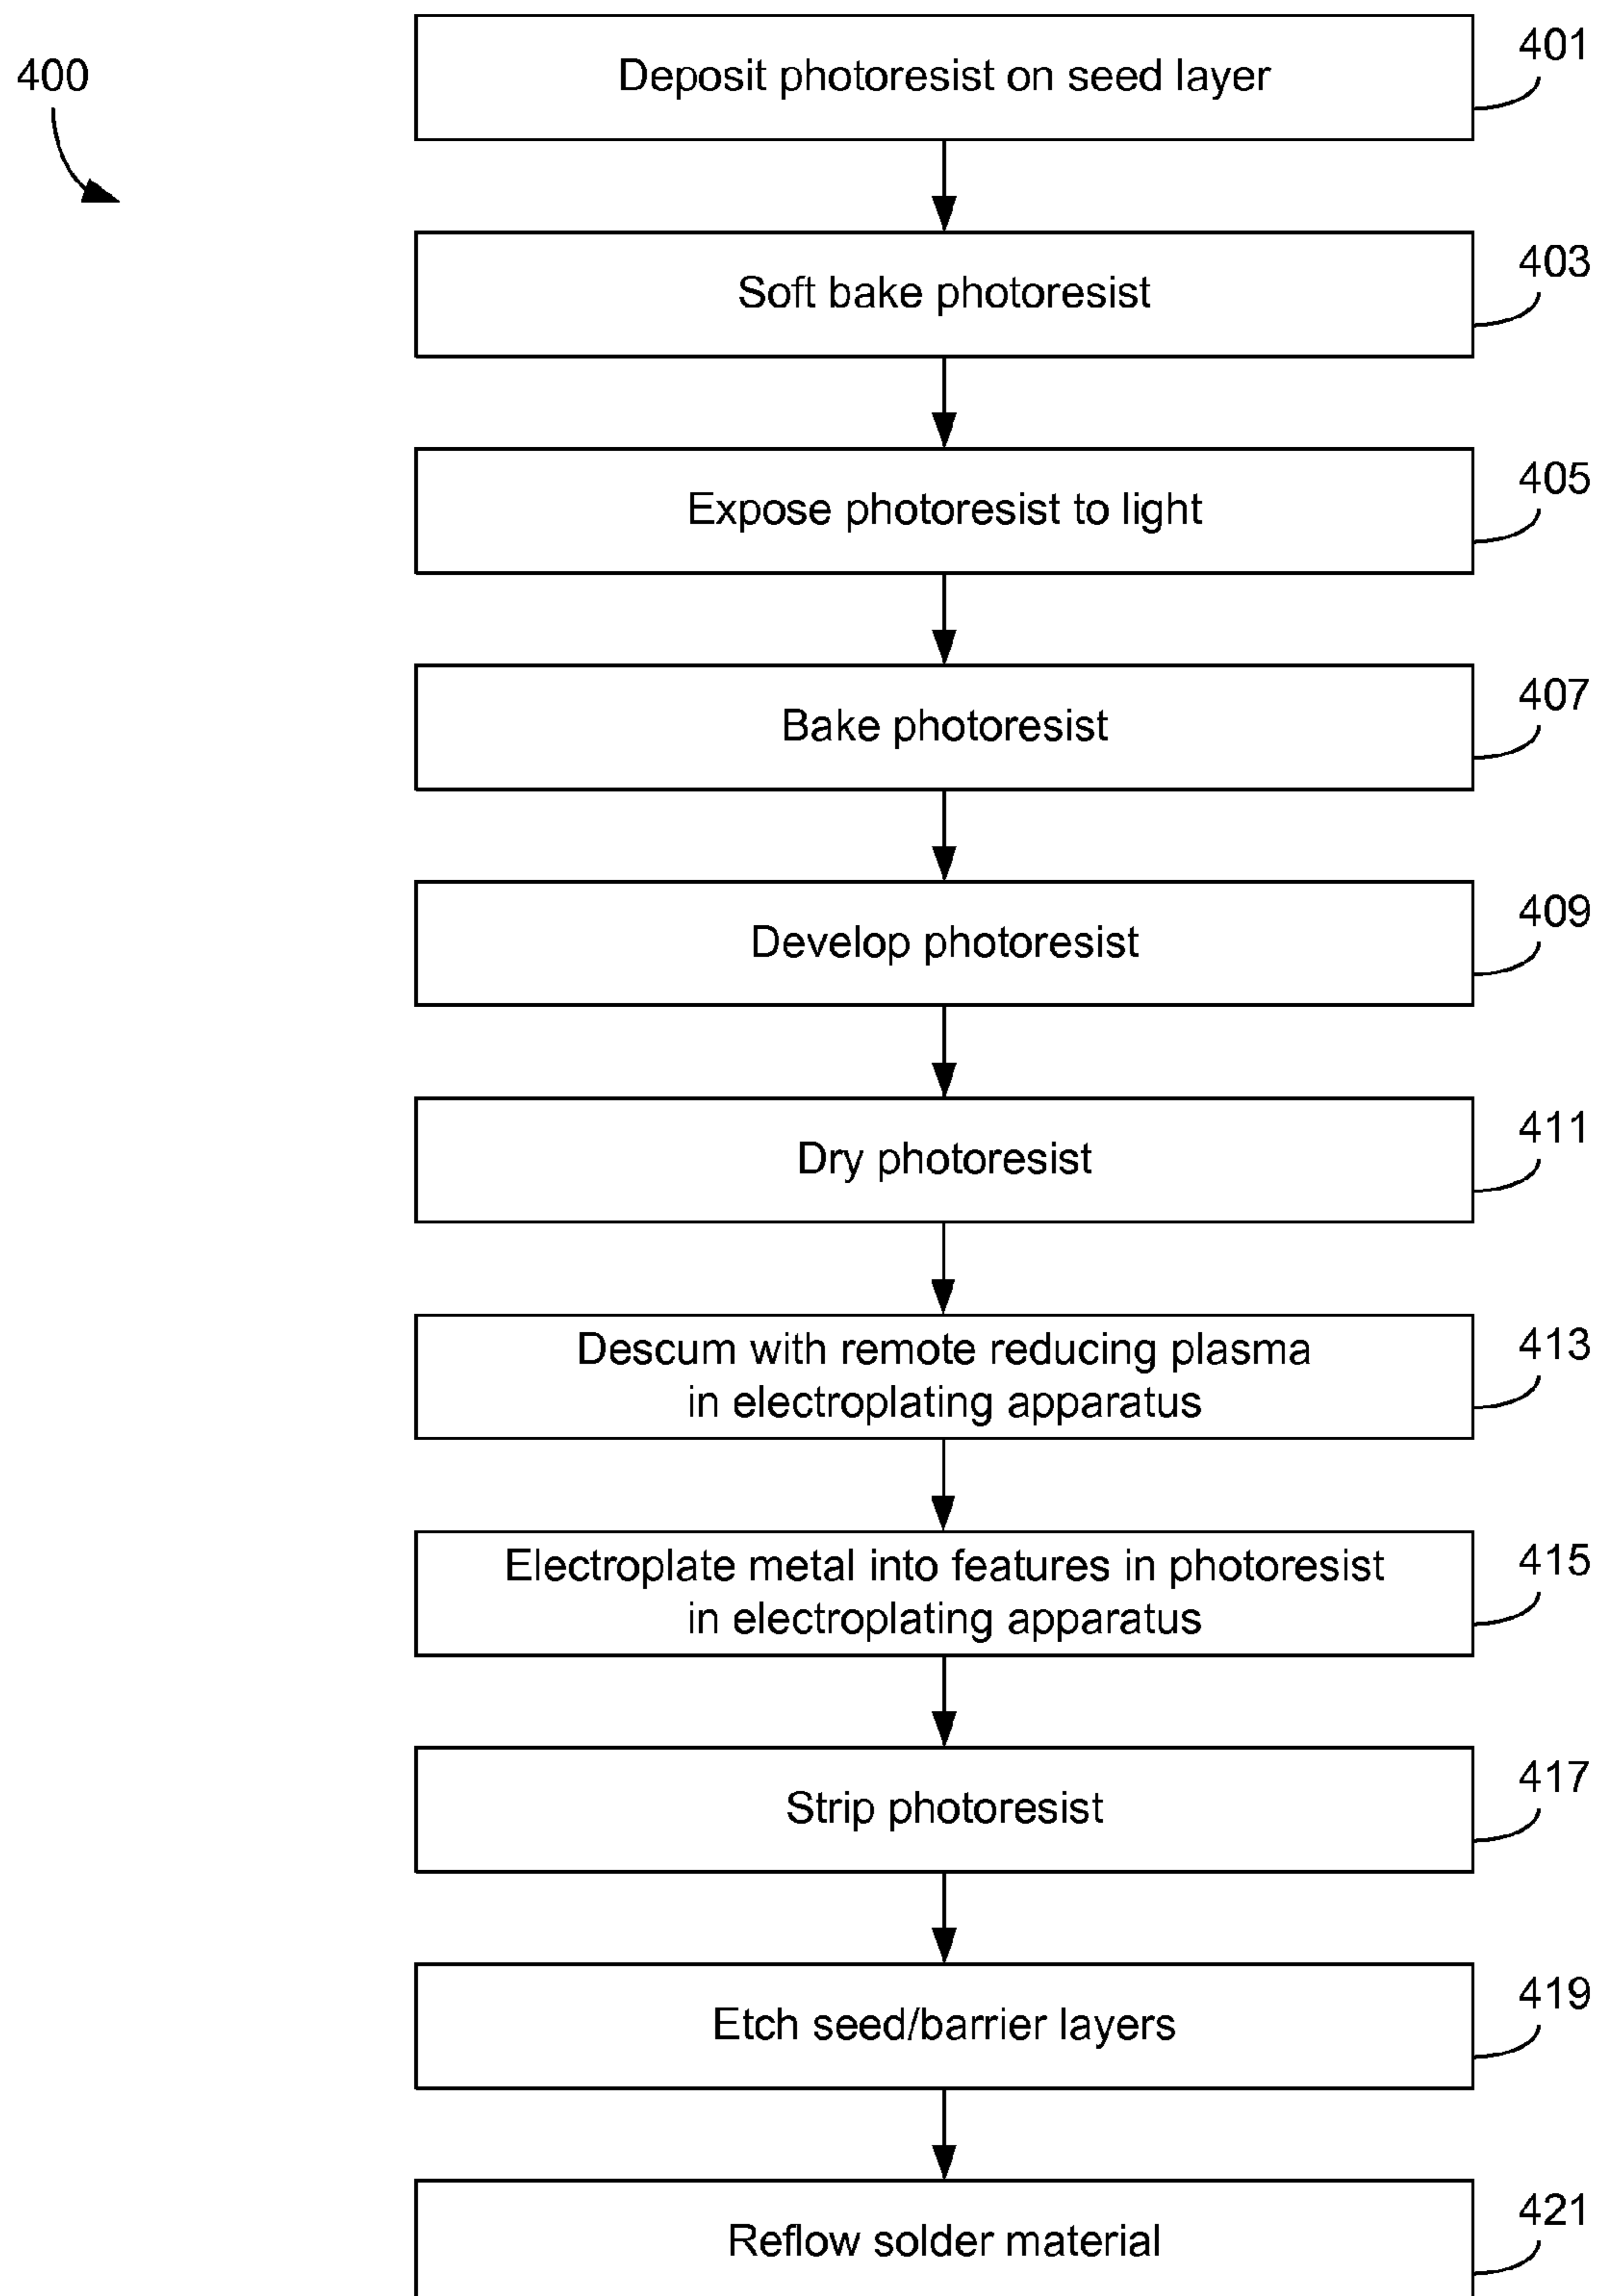 400
Deposit photoresist on seed layer
401
Soft bake photoresist
403
Expose photoresist to light
405
Bake photoresist
407
Develop photoresist
409
Dry photoresist
411
Descum with remote reducing plasma
in electroplating apparatus
413
Electroplate metal into features in photoresist
in electroplating apparatus
415
Strip photoresist
417
Etch seed/barrier layers
419
Reflow solder material
421